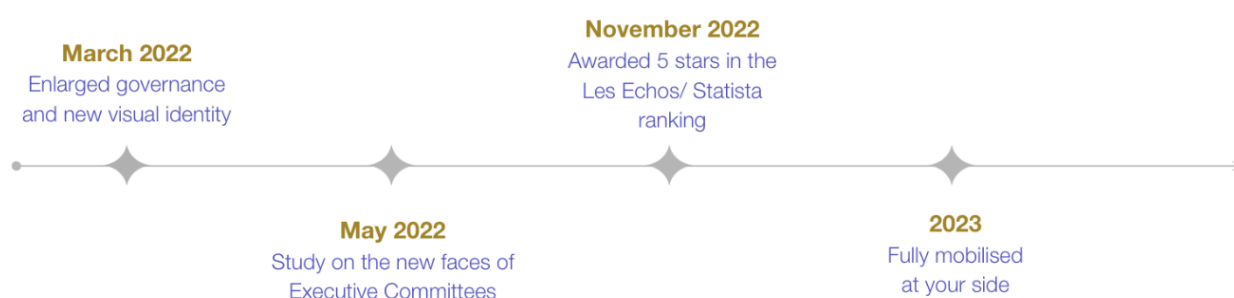 March 2022
Enlarged governance
and new visual identity
May 2022
Study on the new faces of
Executive Committees
November 2022
Awarded 5 stars in the
Les Echos/ Statista
ranking
2023
Fully mobilised
at your side